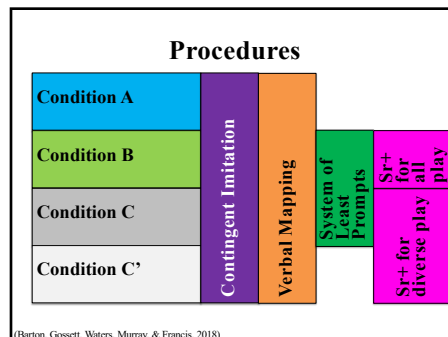 Procedures
Condition A
Condition B
Condition C
Condition C’
Contingent Imitation
Verbal Mapping
System of
Least
Prompts
Sr+
for
all
play
Sr+ for
diverse play
(Barton, Gossett, Waters, Murray, & Francis, 2018)